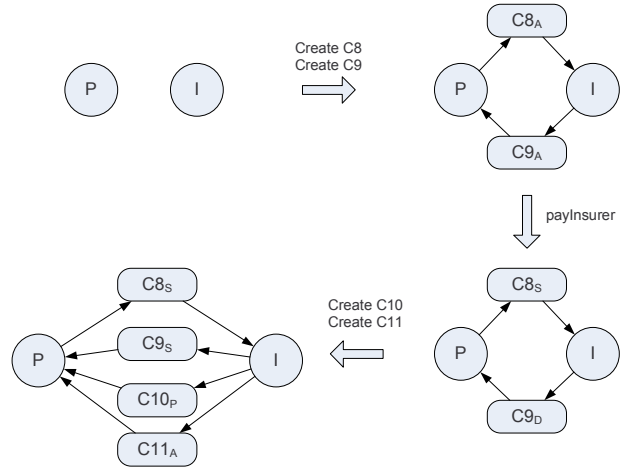 P
I
Create C8
Create C9
C8A
P
I
C9A
payInsurer
C8S
P
I
C9D
Create C10
Create C11
C8S
C9S
P
I
C10P
C11A